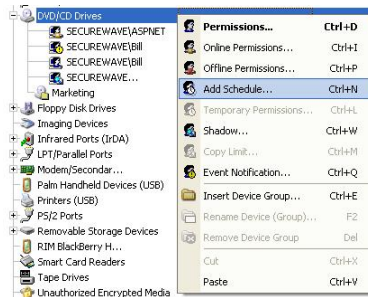 DVD/CD Drives
SECUREWAVE\ASPNET
SECUREWAVE\Bill
SECUREWAVE\Bill
SECUREWAVE...
Marketing
Floppy Disk Drives
Imaging Devices
Infrared Ports (IrDA)
LPT/Parallel Ports
Modem/Secondar...
Palm Handheld Devices (USB)
Printers (USB)
PS/2 Ports
Removable Storage Devices
RIM BlackBerry H...
Smart Card Readers
Tape Drives
Unauthorized Encrypted Media
Permissions... Ctrl+D
Online Permissions... Ctrl+I
Offline Permissions... Ctrl+P
Add Schedule... Ctrl+N
Temporary Permissions... Ctrl+L
Shadow... Ctrl+W
Copy Limit... Ctrl+M
Event Notification... Ctrl+Q
Insert Device Group... Ctrl+E
Rename Device (Group)... F2
Remove Device Group Del
Cut Ctrl+X
Paste Ctrl+V